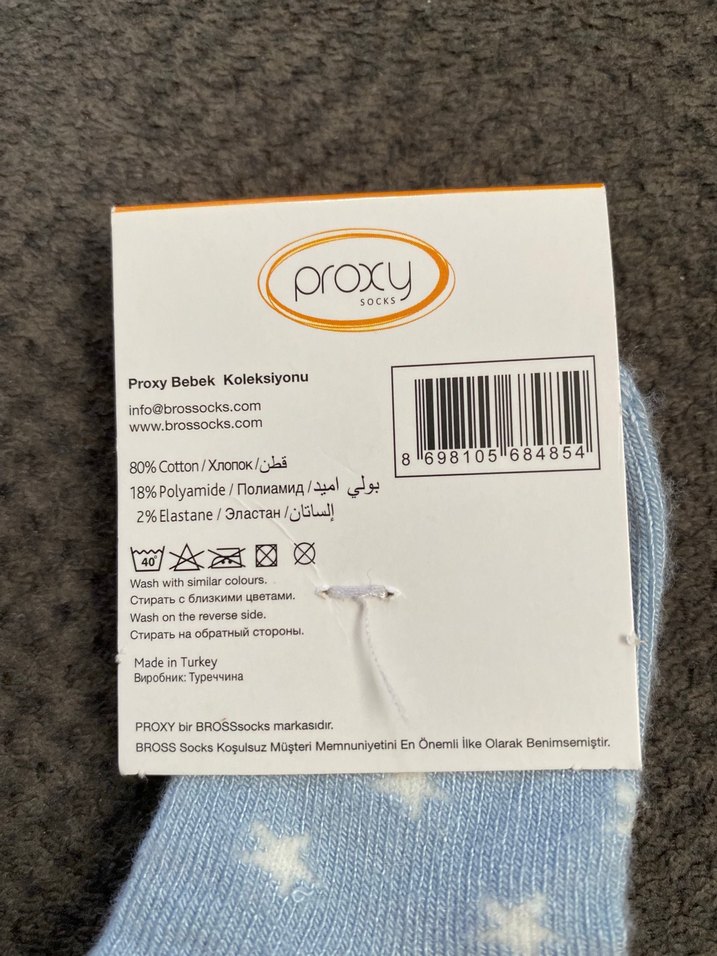 proxy
SOCKS
Proxy Bebek Koleksiyonu
info@brossocks.com
www.brossocks.com
80% Cotton / Хлопок / قطن
18% Polyamide / Полиамид / بولي اميد
2% Elastane / Эластан / إلساتان
8 698105 684854
40°
Wash with similar colours.
Стирать с близкими цветами.
Wash on the reverse side.
Стирать на обратный стороны.
Made in Turkey
Виробник: Туреччина
PROXY bir BROSSsocks markasıdır.
BROSS Socks Koşulsuz Müşteri Memnuniyetini En Önemli İlke Olarak Benimsemiştir.